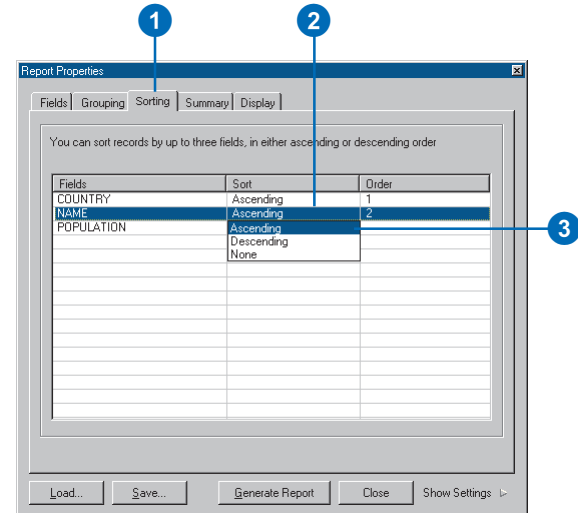 1 2
Report Properties
Fields Grouping Sorting Summary Display
You can sort records by up to three fields, in either ascending or descending order
Fields Sort Order
COUNTRY Ascending 1
NAME Ascending 2
POPULATION Ascending 3
Descending
None
Load... Save... Generate Report Close Show Settings